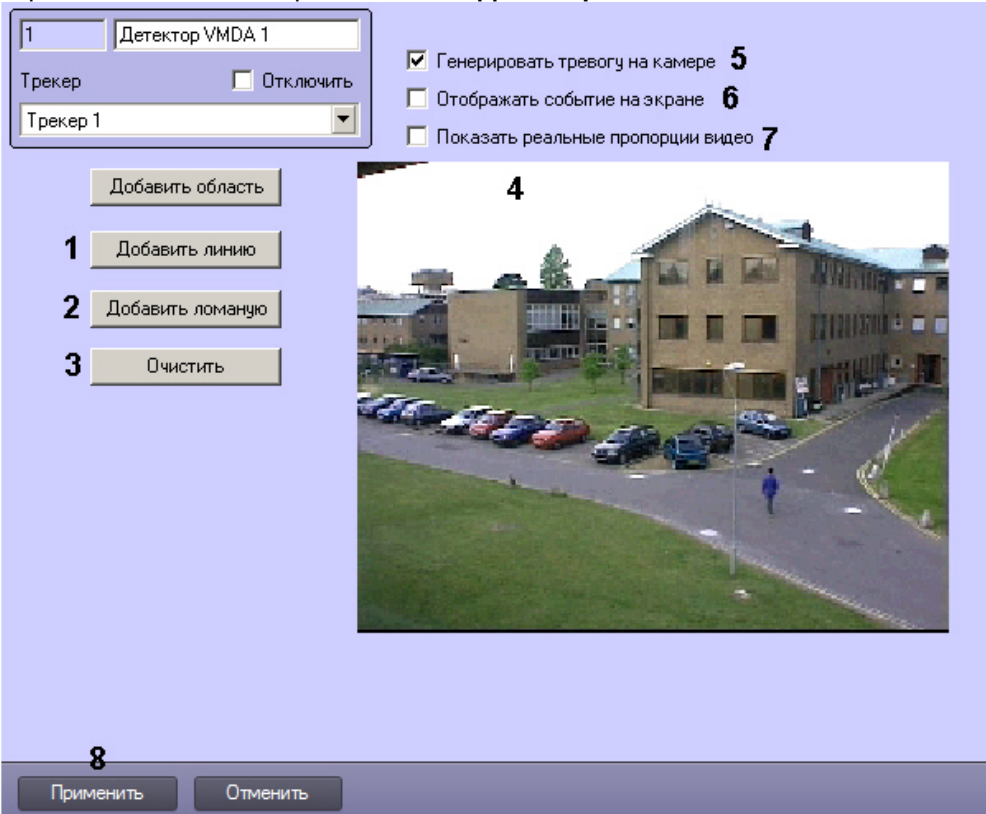 1 Детектор VMDA 1
Трекер Отключить
Трекер 1
Генерировать тревогу на камере 5
Отображать событие на экране 6
Показать реальные пропорции видео 7
Добавить область
4
1 Добавить линию
2 Добавить ломаную
3 Очистить
8
Применить Отменить